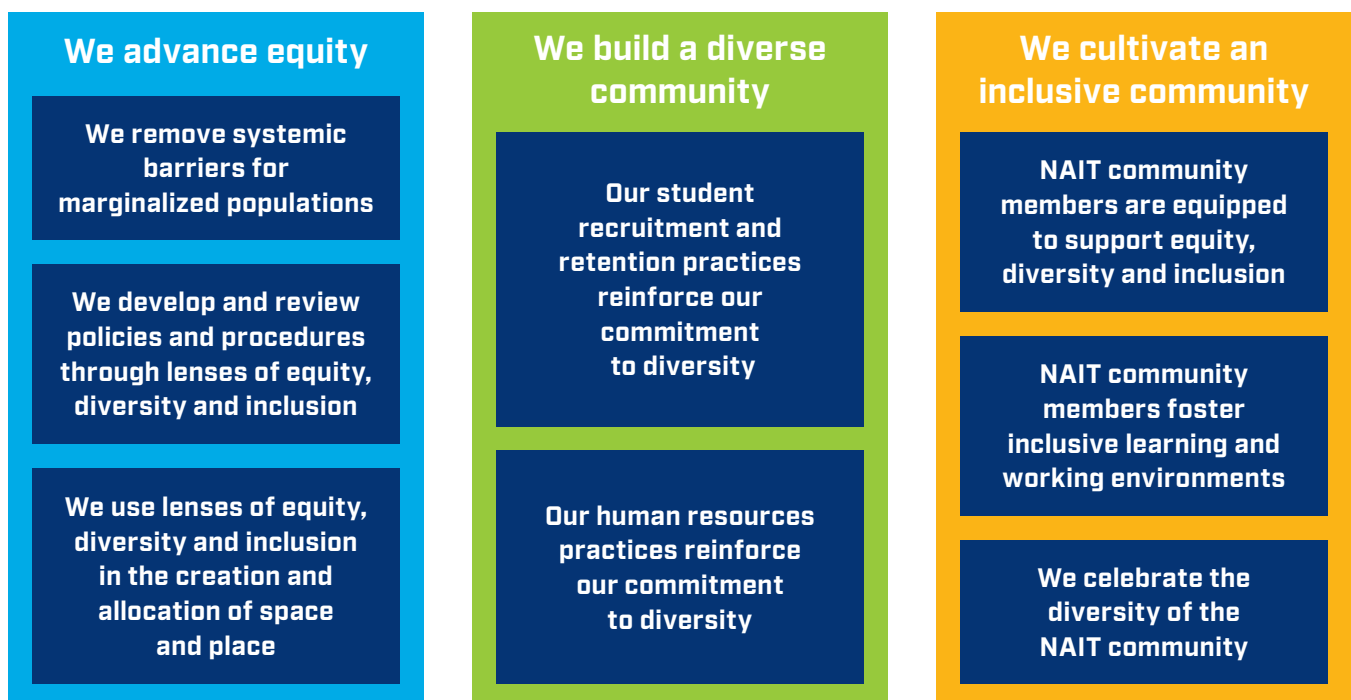 We advance equity
We remove systemic
barriers for
marginalized populations
We develop and review
policies and procedures
through lenses of equity,
diversity and inclusion
We use lenses of equity,
diversity and inclusion
in the creation and
allocation of space
and place
We build a diverse
community
Our student
recruitment and
retention practices
reinforce our
commitment
to diversity
Our human resources
practices reinforce
our commitment
to diversity
We cultivate an
inclusive community
NAIT community
members are equipped
to support equity,
diversity and inclusion
NAIT community
members foster
inclusive learning and
working environments
We celebrate the
diversity of the
NAIT community